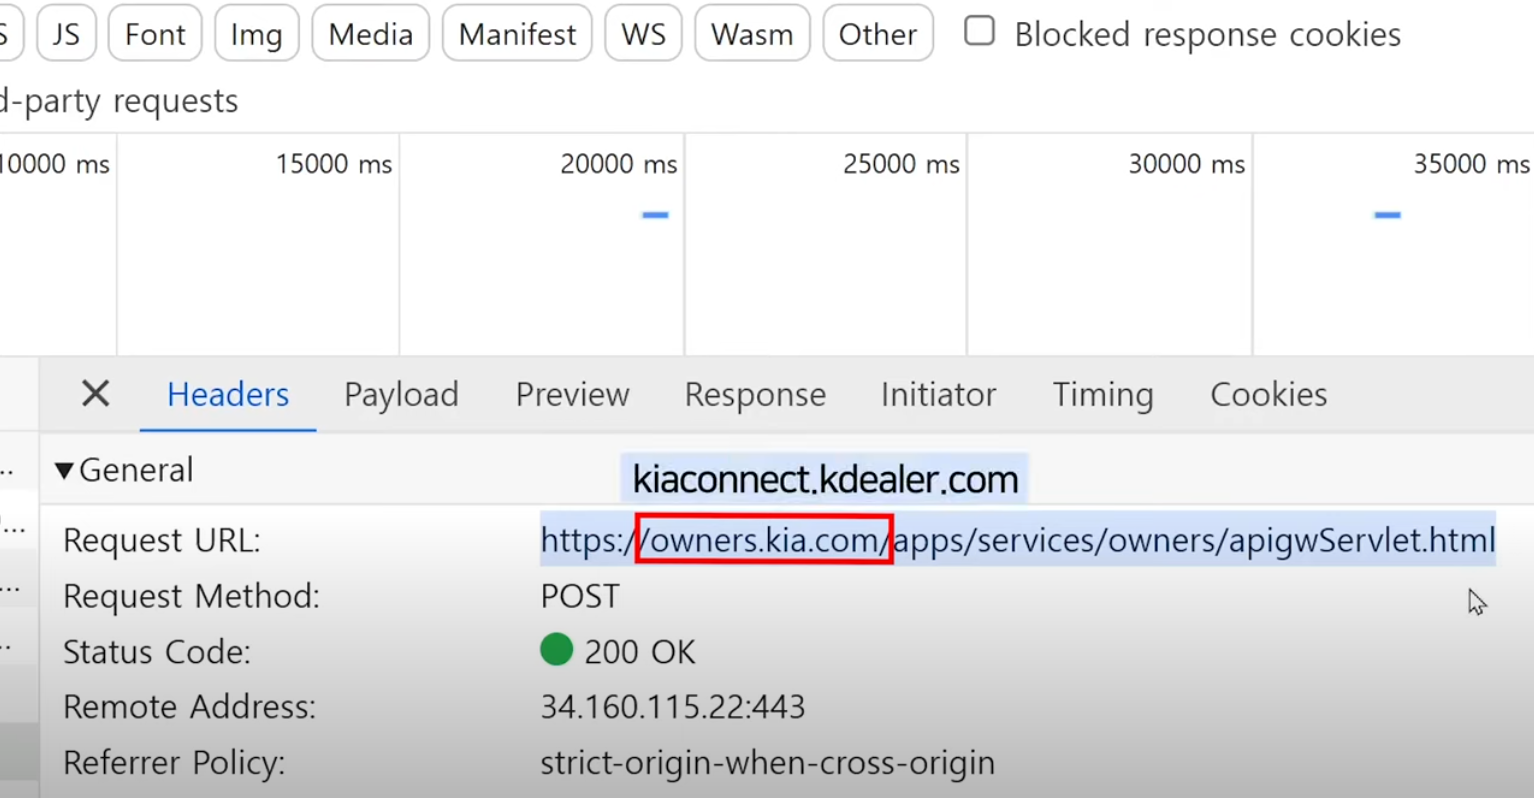 S JS Font Img Media Manifest WS Wasm Other Blocked response cookies
d-party requests
10000 ms 15000 ms 20000 ms 25000 ms 30000 ms 35000 ms
Headers Payload Preview Response Initiator Timing Cookies
▼General
kiaconnect.kdealer.com
Request URL: https://owners.kia.com/apps/services/owners/apigwServlet.html
Request Method: POST
Status Code: 200 OK
Remote Address: 34.160.115.22:443
Referrer Policy: strict-origin-when-cross-origin